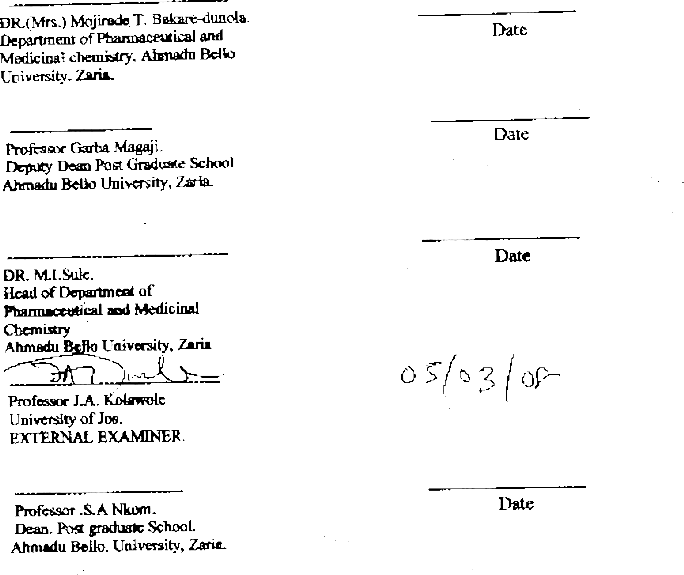 DR.(Mrs.) Mojirade T. Bakare-dunola.
Date
Department of Pharmaceutical and
Medicinal chemistry, Ahmadu Bello
University, Zaria.
Date
Professor Garba Magaji.
Deputy Dean Post Graduate School
Ahmadu Bello University, Zaria.
Date
DR. M.I.Sule.
Head of Department of
Pharmaceutical and Medicinal
Chemistry
Ahmadu Bello University, Zaria
05/03/08
Professor J.A. Kolawole
University of Jos.
EXTERNAL EXAMINER.
Date
Professor .S.A Nkom.
Dean. Post graduate School.
Ahmadu Bello. University, Zaria.